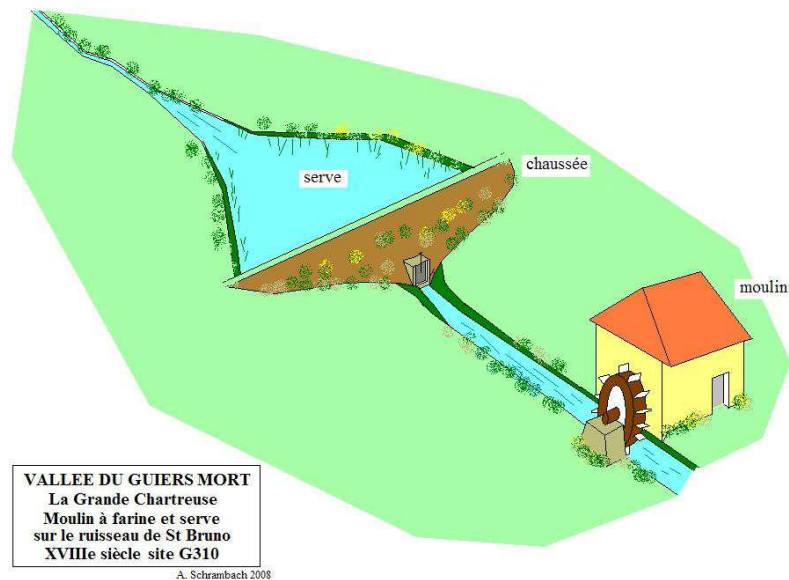 serve
chaussée
moulin
VALLEE DU GUIERS MORT
La Grande Chartreuse
Moulin à farine et serve
sur le ruisseau de St Bruno
XVIIIe siècle site G310
A. Schrambach 2008